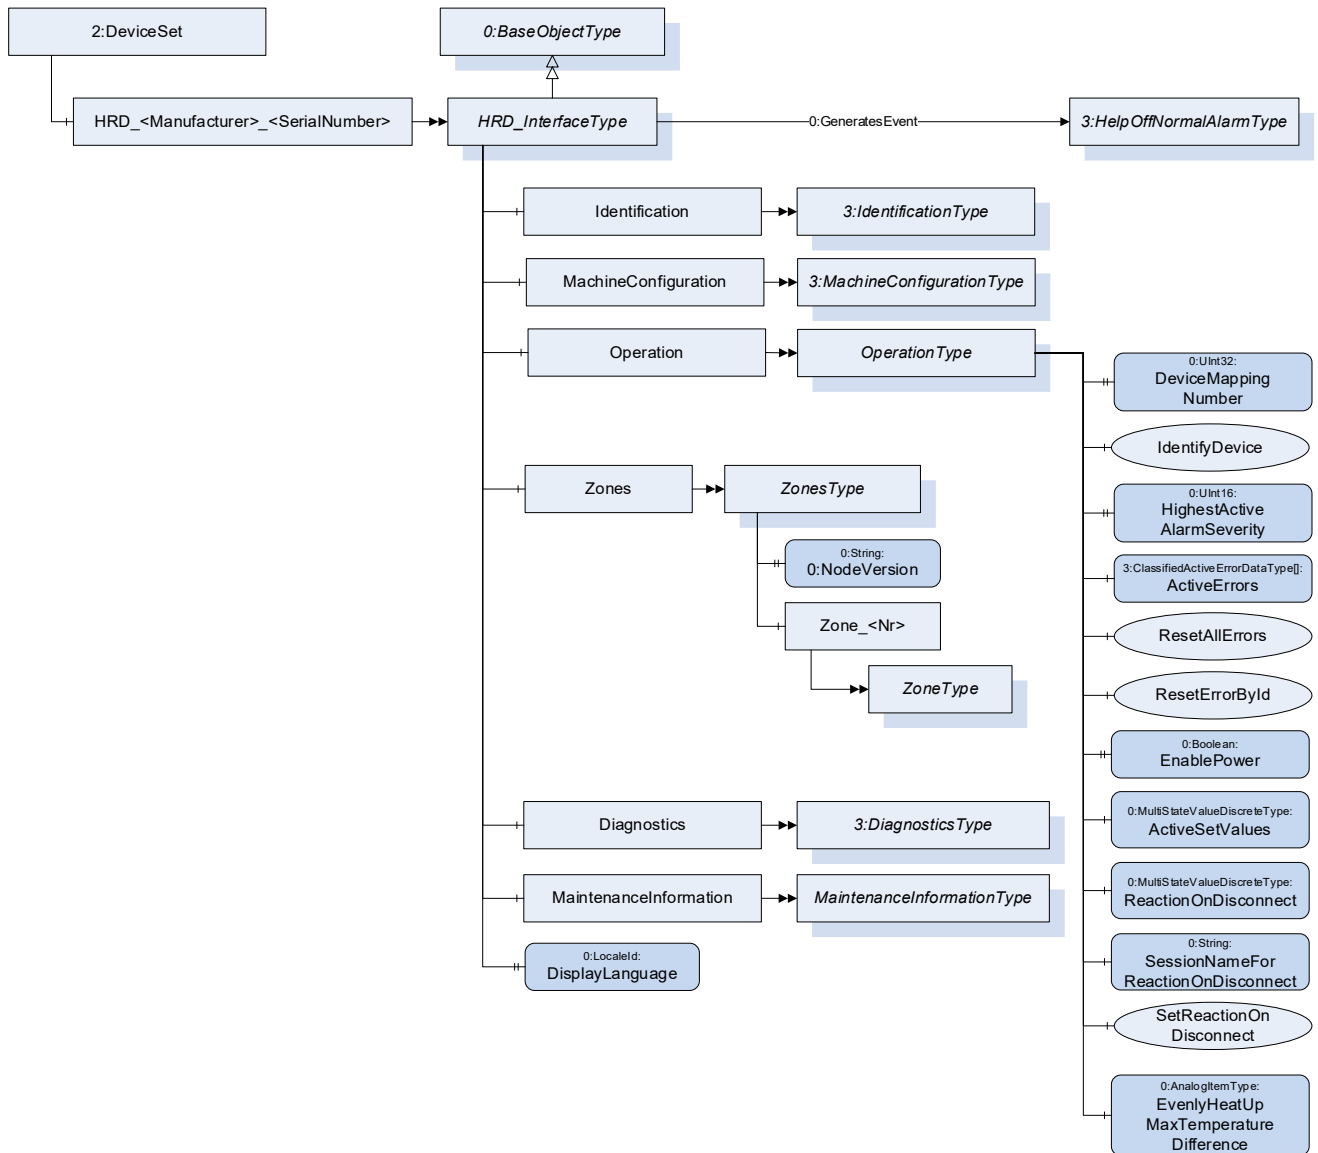 2:DeviceSet
0:BaseObjectType
HRD_<Manufacturer>_<SerialNumber>
HRD_InterfaceType
0:GeneratesEvent
3:HelpOffNormalAlarmType
Identification
3:IdentificationType
MachineConfiguration
3:MachineConfigurationType
Operation
OperationType
0:UInt32:
DeviceMapping
Number
IdentifyDevice
0:UInt16:
HighestActive
AlarmSeverity
3:ClassifiedActiveErrorDataType[]:
ActiveErrors
ResetAllErrors
ResetErrorById
0:Boolean:
EnablePower
0:MultiStateValueDiscreteType:
ActiveSetValues
0:MultiStateValueDiscreteType:
ReactionOnDisconnect
0:String:
SessionNameFor
ReactionOnDisconnect
SetReactionOn
Disconnect
0:AnalogItemType:
EvenlyHeatUp
MaxTemperature
Difference
Zones
ZonesType
0:String:
0:NodeVersion
Zone_<Nr>
ZoneType
Diagnostics
3:DiagnosticsType
MaintenanceInformation
MaintenanceInformationType
0:LocaleId:
DisplayLanguage